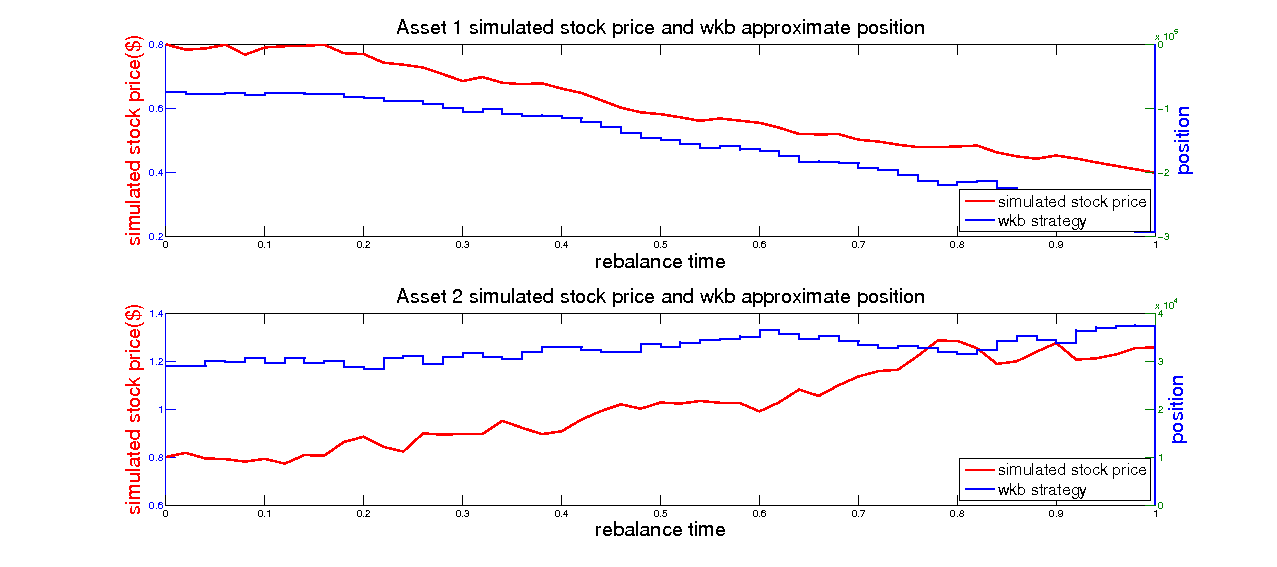 Asset 1 simulated stock price and wkb approximate position
simulated stock price($)
0.8
0.6
0.4
0.2
x 10^5
0
-1
-2
-3
position
0 0.1 0.2 0.3 0.4 0.5 0.6 0.7 0.8 0.9 1
rebalance time
simulated stock price
wkb strategy
Asset 2 simulated stock price and wkb approximate position
simulated stock price($)
1.4
1.2
1
0.8
0.6
x 10^4
4
3
2
1
0
position
0 0.1 0.2 0.3 0.4 0.5 0.6 0.7 0.8 0.9 1
rebalance time
simulated stock price
wkb strategy